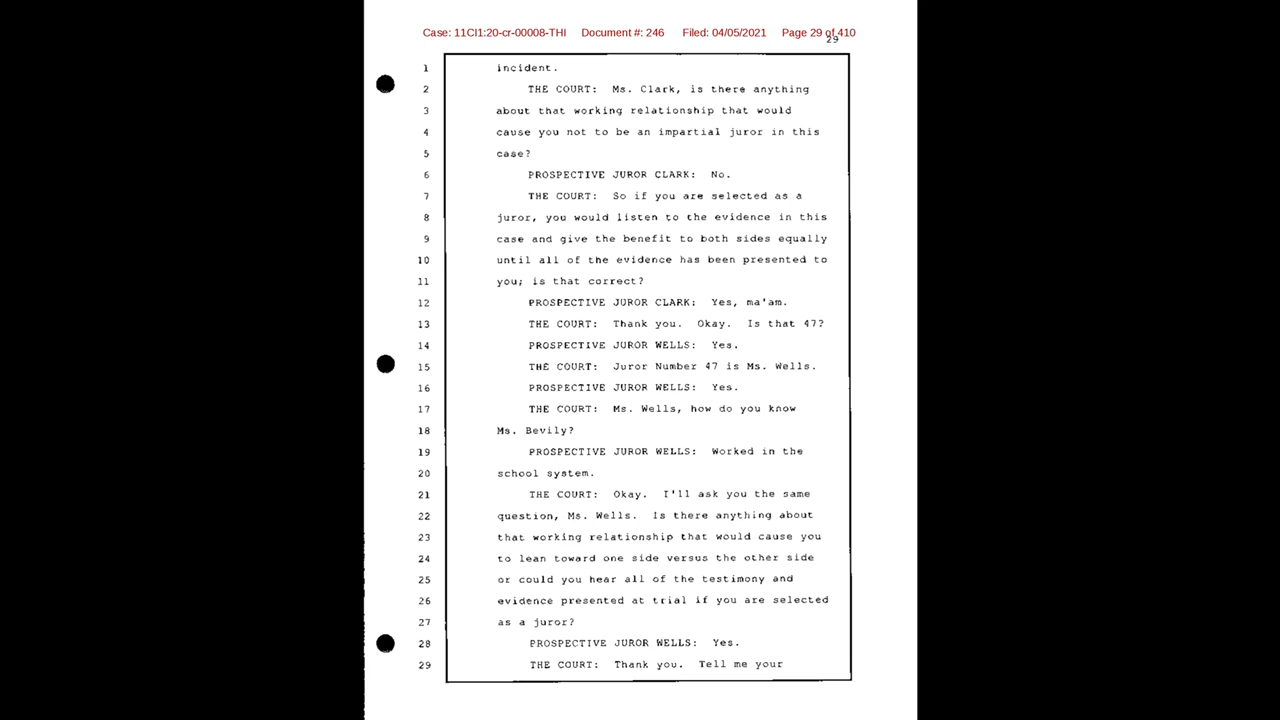 Case: 11CI1:20-cr-00008-THI Document #: 246 Filed: 04/05/2021 Page 29 of 410
29
1 incident.
2 THE COURT: Ms. Clark, is there anything
3 about that working relationship that would
4 cause you not to be an impartial juror in this
5 case?
6 PROSPECTIVE JUROR CLARK: No.
7 THE COURT: So if you are selected as a
8 juror, you would listen to the evidence in this
9 case and give the benefit to both sides equally
10 until all of the evidence has been presented to
11 you; is that correct?
12 PROSPECTIVE JUROR CLARK: Yes, ma'am.
13 THE COURT: Thank you. Okay. Is that 47?
14 PROSPECTIVE JUROR WELLS: Yes.
15 THE COURT: Juror Number 47 is Ms. Wells.
16 PROSPECTIVE JUROR WELLS: Yes.
17 THE COURT: Ms. Wells, how do you know
18 Ms. Bevily?
19 PROSPECTIVE JUROR WELLS: Worked in the
20 school system.
21 THE COURT: Okay. I'll ask you the same
22 question, Ms. Wells. Is there anything about
23 that working relationship that would cause you
24 to lean toward one side versus the other side
25 or could you hear all of the testimony and
26 evidence presented at trial if you are selected
27 as a juror?
28 PROSPECTIVE JUROR WELLS: Yes.
29 THE COURT: Thank you. Tell me your